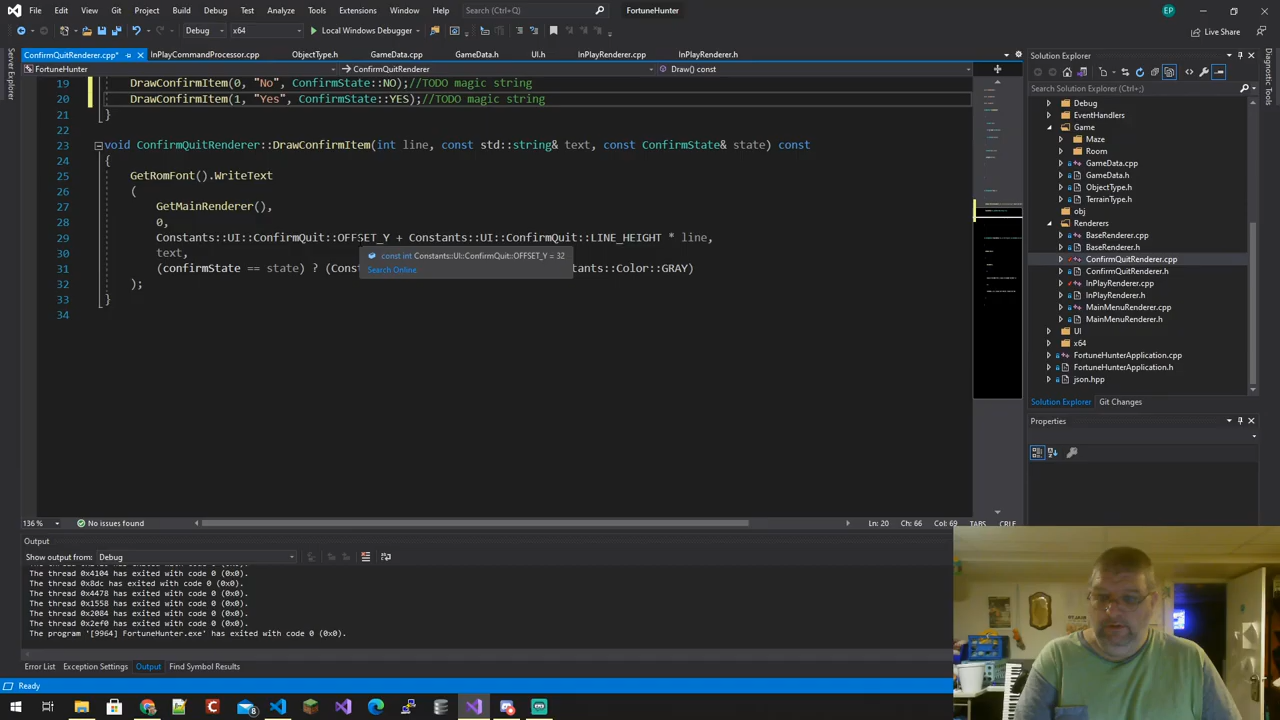 File Edit View Git Project Build Debug Test Analyze Tools Extensions Window Help Search (Ctrl+Q) FortuneHunter EP
Debug x64 Local Windows Debugger Live Share
ConfirmQuitRenderer.cpp* InPlayCommandProcessor.cpp ObjectType.h GameData.cpp GameData.h UI.h InPlayRenderer.cpp InPlayRenderer.h
FortuneHunter ConfirmQuitRenderer Draw() const
Server Explorer
19 DrawConfirmItem(0, "No", ConfirmState::NO);//TODO magic string
20 DrawConfirmItem(1, "Yes", ConfirmState::YES);//TODO magic string
21 }
22
23 void ConfirmQuitRenderer::DrawConfirmItem(int line, const std::string& text, const ConfirmState& state) const
24 {
25 GetRomFont().WriteText
26 (
27 GetMainRenderer(),
28 0,
29 Constants::UI::ConfirmQuit::OFFSET_Y + Constants::UI::ConfirmQuit::LINE_HEIGHT * line,
30 text,
const int Constants::UI::ConfirmQuit::OFFSET_Y = 32
Search Online
31 (confirmState == state) ? (Cons tants::Color::GRAY)
32 );
33 }
34
136 % No issues found Ln: 20 Ch: 66 Col: 69 TABS CRLF
Output
Show output from: Debug
The thread 0x4104 has exited with code 0 (0x0).
The thread 0x8dc has exited with code 0 (0x0).
The thread 0x4478 has exited with code 0 (0x0).
The thread 0x1558 has exited with code 0 (0x0).
The thread 0x2084 has exited with code 0 (0x0).
The thread 0x2ef0 has exited with code 0 (0x0).
The program '[9964] FortuneHunter.exe' has exited with code 0 (0x0).
Error List Exception Settings Output Find Symbol Results
Ready
Solution Explorer
Search Solution Explorer (Ctrl+;)
Debug
EventHandlers
Game
Maze
Room
GameData.cpp
GameData.h
ObjectType.h
TerrainType.h
obj
Renderers
BaseRenderer.cpp
BaseRenderer.h
ConfirmQuitRenderer.cpp
ConfirmQuitRenderer.h
InPlayRenderer.cpp
InPlayRenderer.h
MainMenuRenderer.cpp
MainMenuRenderer.h
UI
x64
FortuneHunterApplication.cpp
FortuneHunterApplication.h
json.hpp
Solution Explorer Git Changes
Properties
Diagnostic Tools